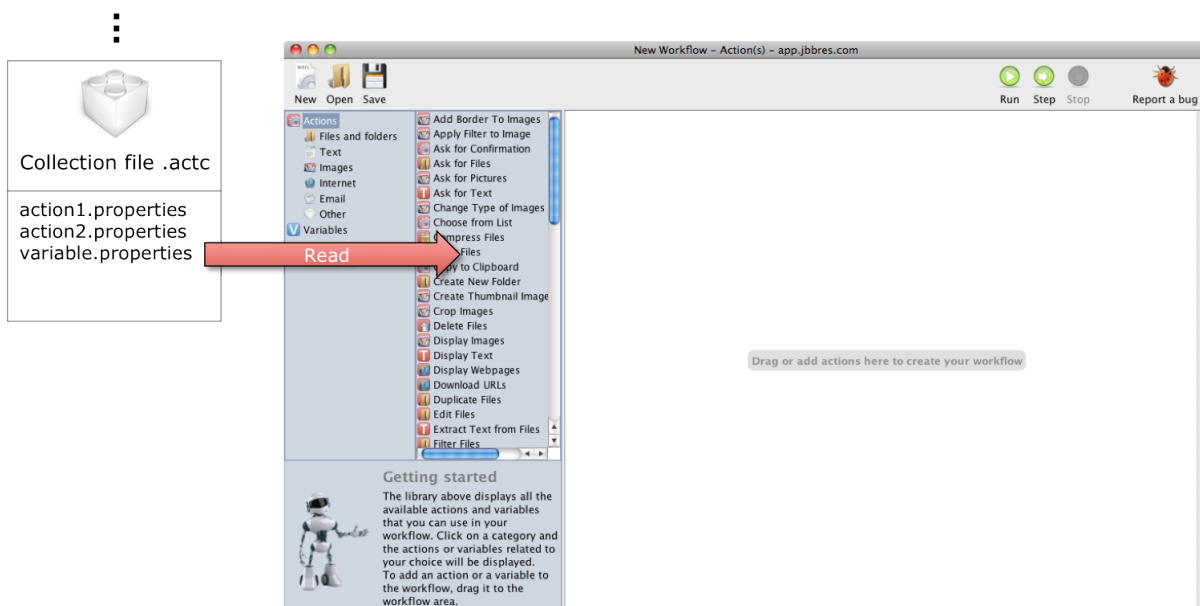 New Workflow – Action(s) – app.jbbres.com
New Open Save
Run Step Stop Report a bug
Collection file .actc
action1.properties
action2.properties
variable.properties
Read
Actions
Files and folders
Text
Images
Internet
Email
Other
Variables
Add Border To Images
Apply Filter to Image
Ask for Confirmation
Ask for Files
Ask for Pictures
Ask for Text
Change Type of Images
Choose from List
Compress Files
Files
to Clipboard
Create New Folder
Create Thumbnail Image
Crop Images
Delete Files
Display Images
Display Text
Display Webpages
Download URLs
Duplicate Files
Edit Files
Extract Text from Files
Filter Files
Drag or add actions here to create your workflow
Getting started
The library above displays all the
available actions and variables
that you can use in your
workflow. Click on a category and
the actions or variables related to
your choice will be displayed.
To add an action or a variable to
the workflow, drag it to the
workflow area.